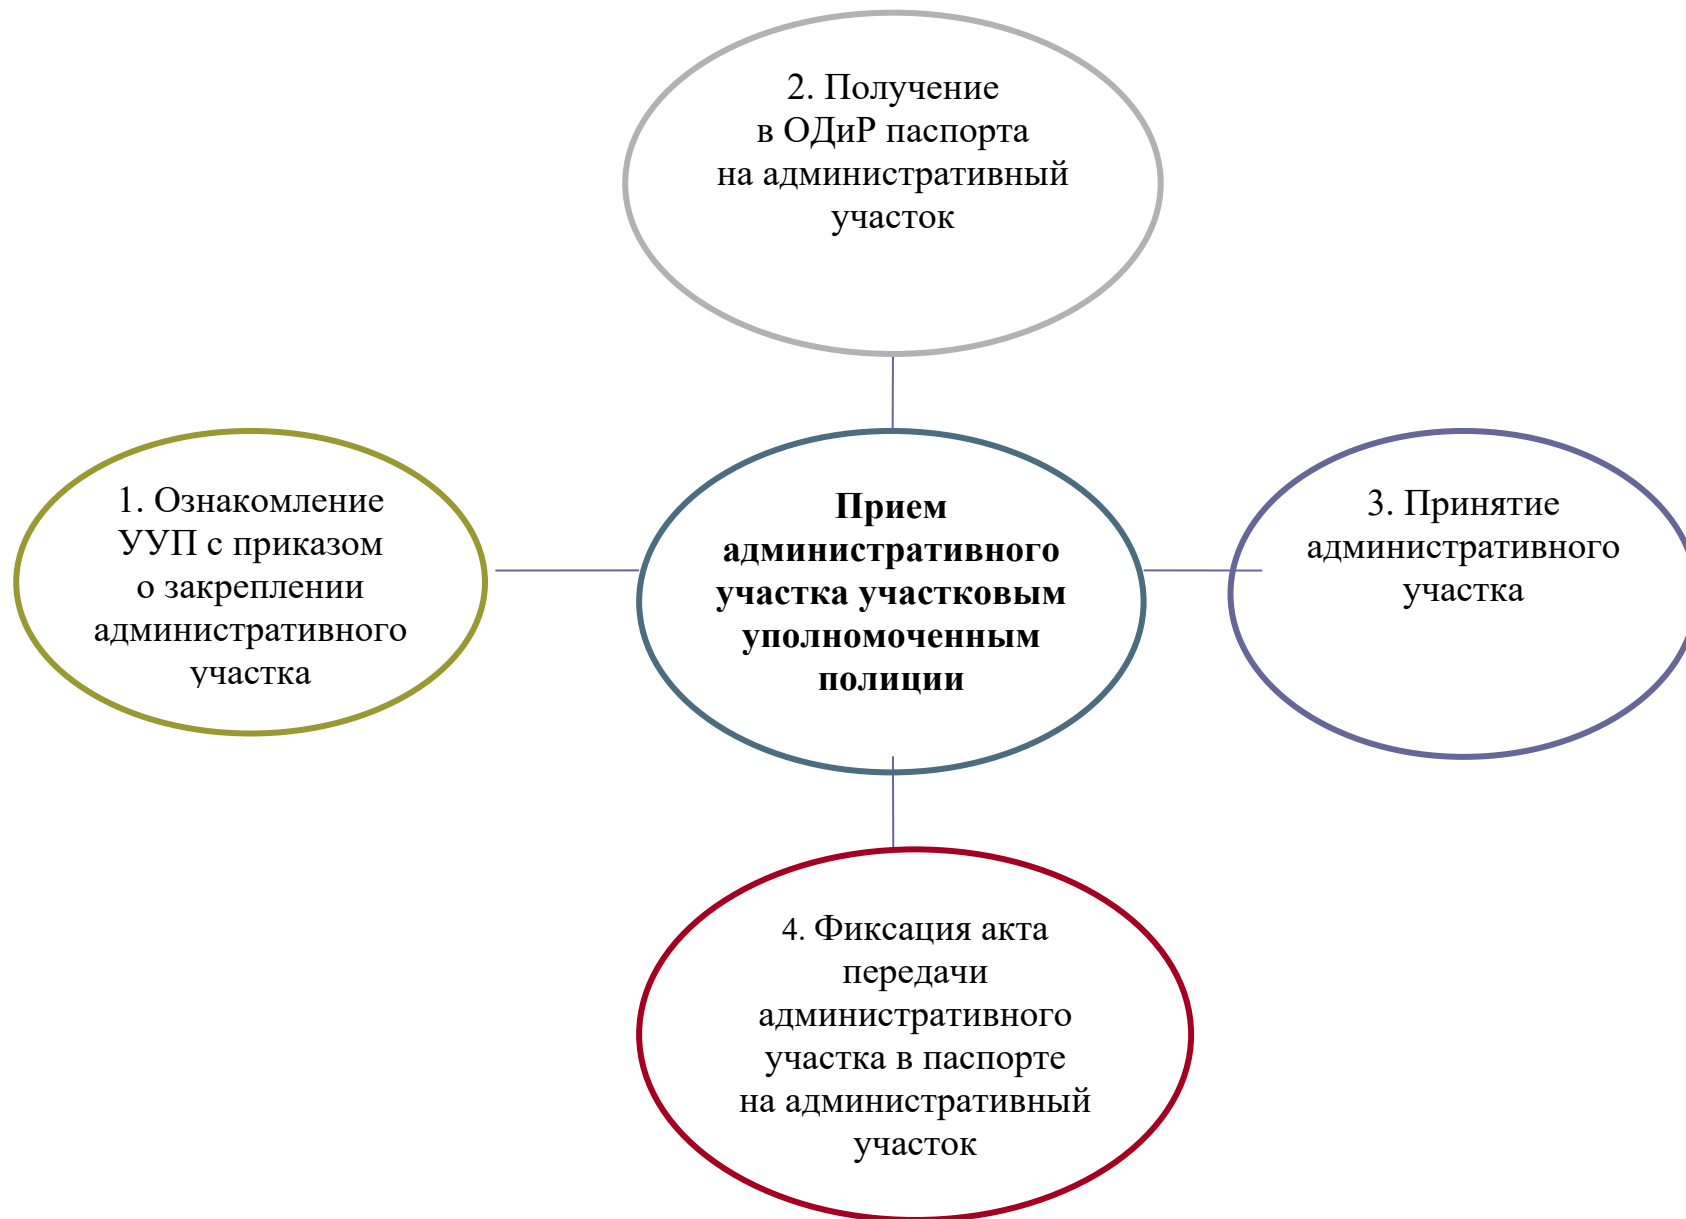 2. Получение
в ОДиР паспорта
на административный
участок
1. Ознакомление
УУП с приказом
о закреплении
административного
участка
Прием
административного
участка участковым
уполномоченным
полиции
3. Принятие
административного
участка
4. Фиксация акта
передачи
административного
участка в паспорте
на административный
участок